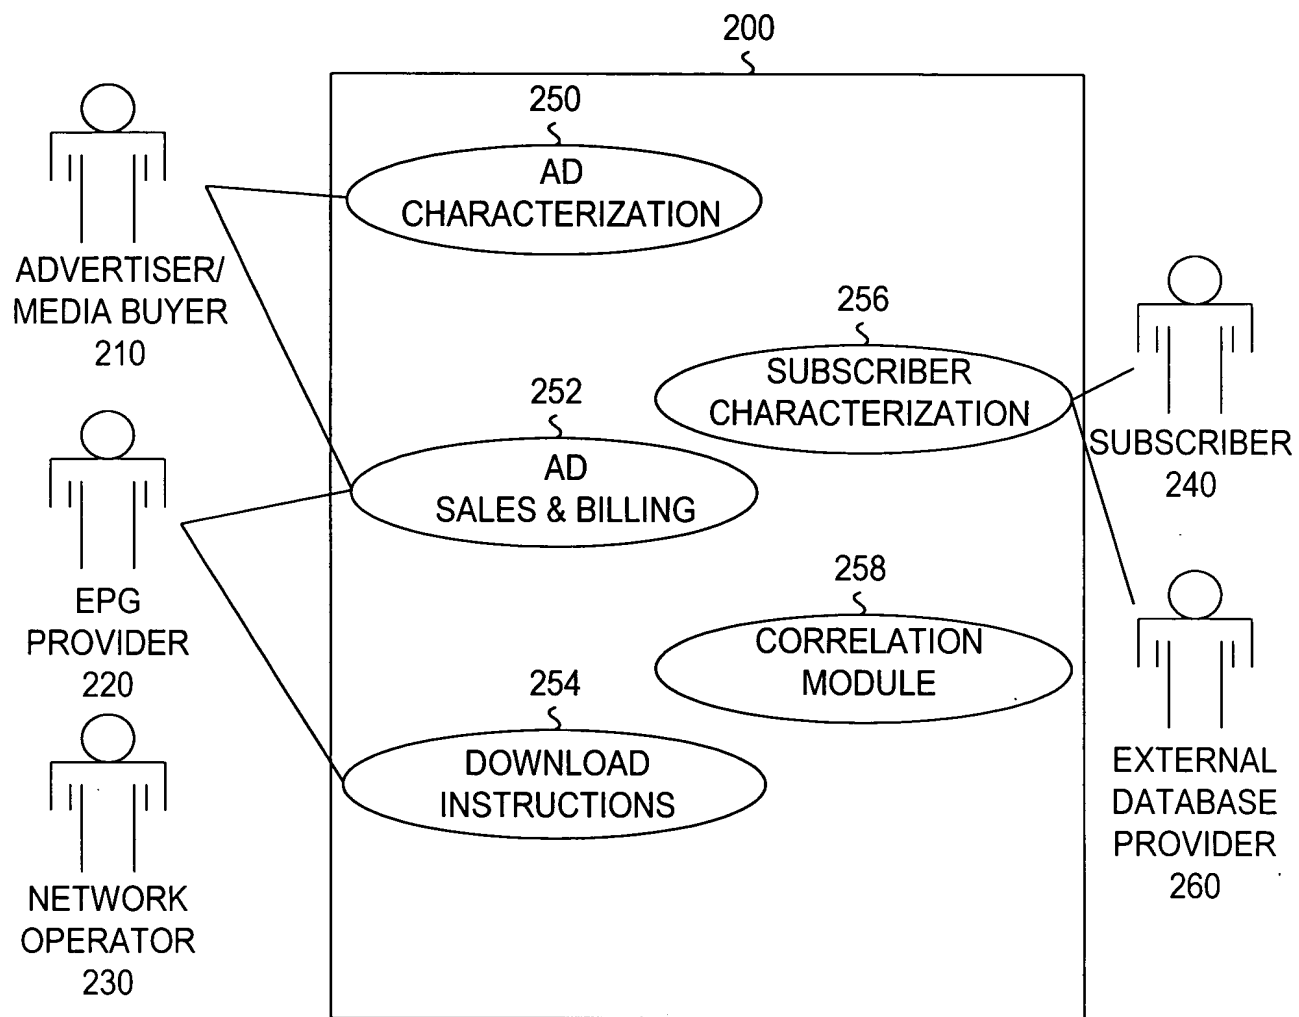 200
250
AD
CHARACTERIZATION
ADVERTISER/
MEDIA BUYER
210
256
SUBSCRIBER
CHARACTERIZATION
SUBSCRIBER
240
252
AD
SALES & BILLING
EPG
PROVIDER
220
258
CORRELATION
MODULE
254
DOWNLOAD
INSTRUCTIONS
EXTERNAL
DATABASE
PROVIDER
260
NETWORK
OPERATOR
230